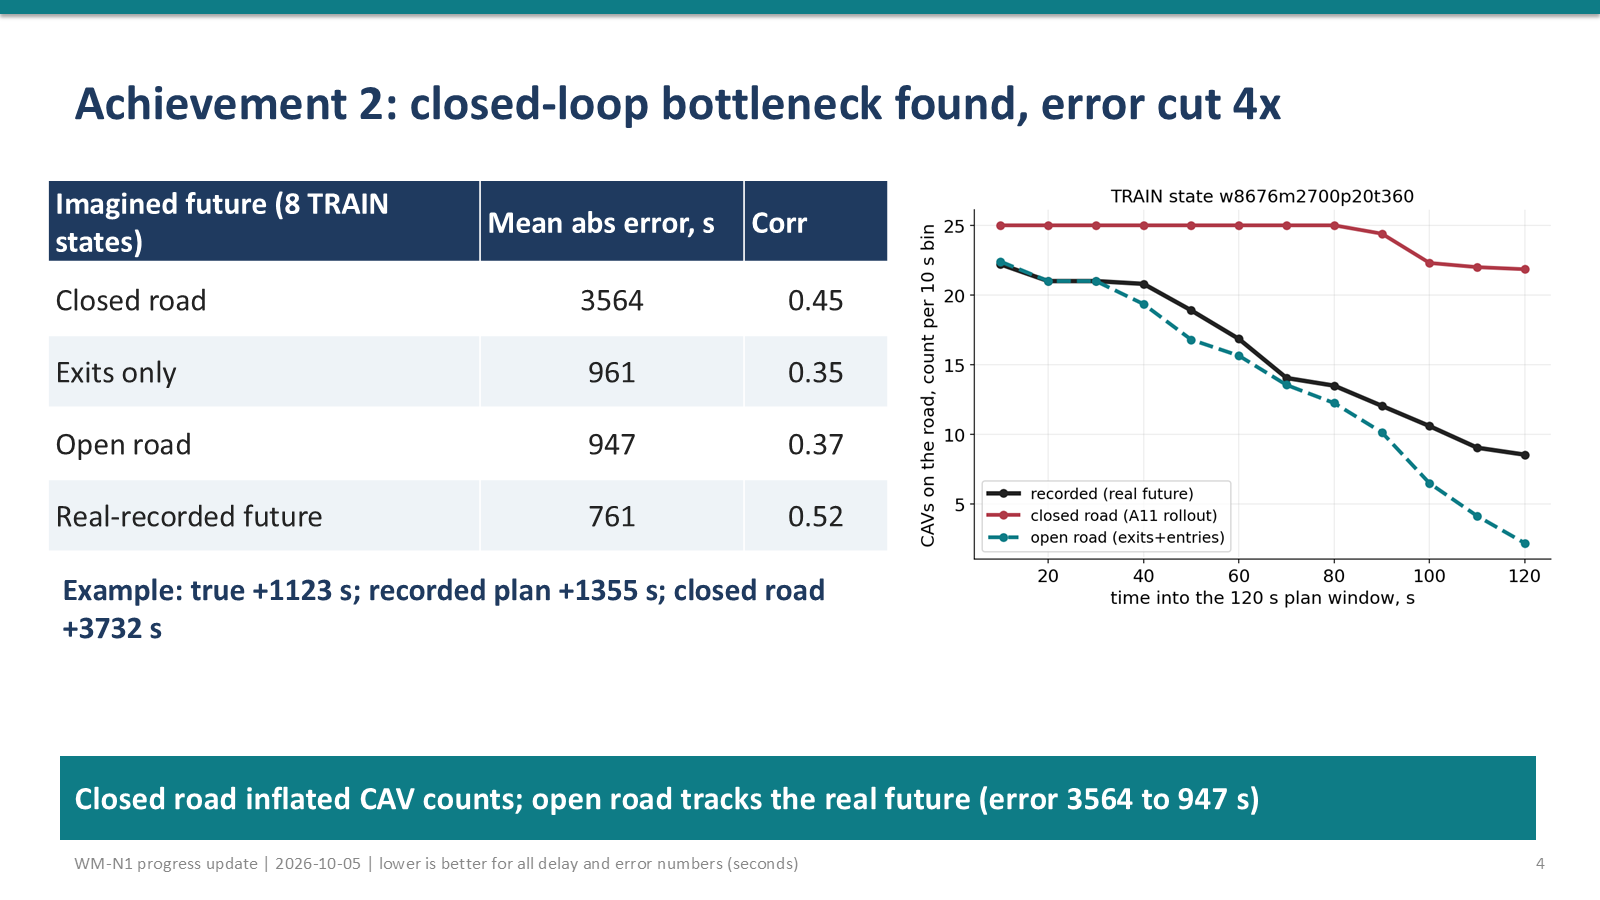 Achievement 2: closed-loop bottleneck found, error cut 4x
Imagined future (8 TRAIN
states)
Mean abs error, s
Corr
Closed road 3564 0.45
Exits only 961 0.35
Open road 947 0.37
Real-recorded future 761 0.52
Example: true +1123 s; recorded plan +1355 s; closed road
+3732 s
TRAIN state w8676m2700p20t360
CAVs on the road, count per 10 s bin
25
20
15
10
5
recorded (real future)
closed road (A11 rollout)
open road (exits+entries)
20 40 60 80 100 120
time into the 120 s plan window, s
Closed road inflated CAV counts; open road tracks the real future (error 3564 to 947 s)
WM-N1 progress update | 2026-10-05 | lower is better for all delay and error numbers (seconds)
4